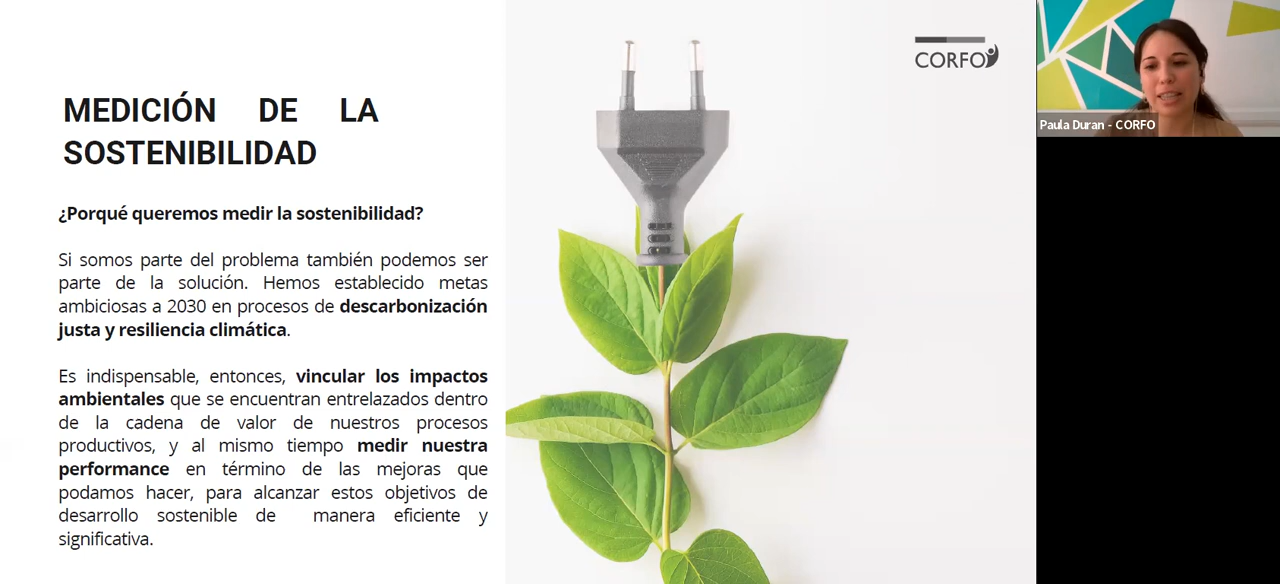 MEDICIÓN DE LA
SOSTENIBILIDAD
¿Porqué queremos medir la sostenibilidad?
Si somos parte del problema también podemos ser
parte de la solución. Hemos establecido metas
ambiciosas a 2030 en procesos de descarbonización
justa y resiliencia climática.
Es indispensable, entonces, vincular los impactos
ambientales que se encuentran entrelazados dentro
de la cadena de valor de nuestros procesos
productivos, y al mismo tiempo medir nuestra
performance en término de las mejoras que
podamos hacer, para alcanzar estos objetivos de
desarrollo sostenible de manera eficiente y
significativa.
CORFO
Paula Duran - CORFO